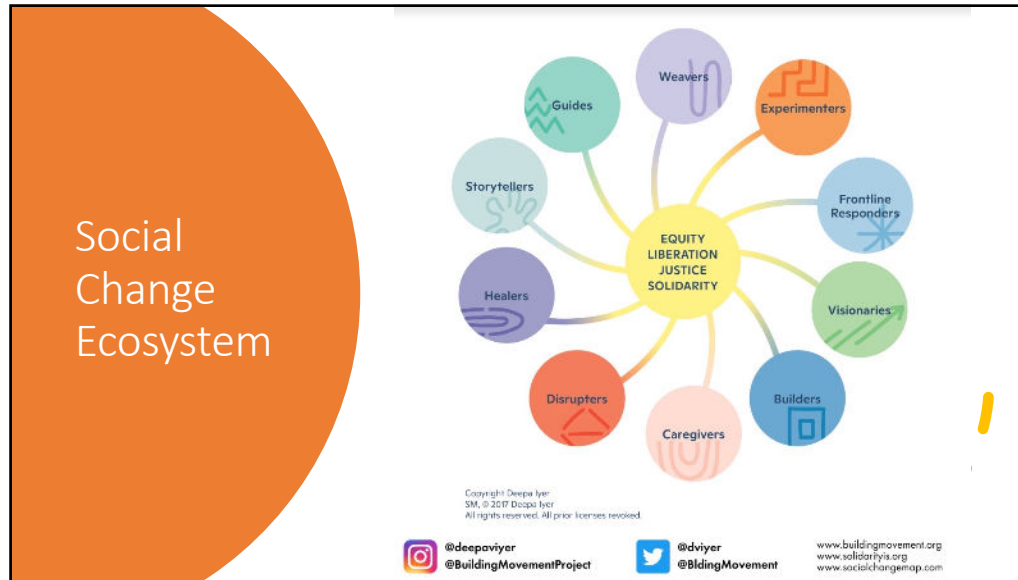 Social
Change
Ecosystem
Weavers
Experimenters
Guides
Frontline
Responders
Storytellers
EQUITY
LIBERATION
JUSTICE
SOLIDARITY
Visionaries
Healers
Disrupters
Builders
Caregivers
Copyright Deepa Iyer
SM, © 2017 Deepa Iyer
All rights reserved. All prior licenses revoked.
@deepaviyer
@BuildingMovementProject
@dviyer
@BldingMovement
www.buildingmovement.org
www.solidarityis.org
www.socialchangemap.com